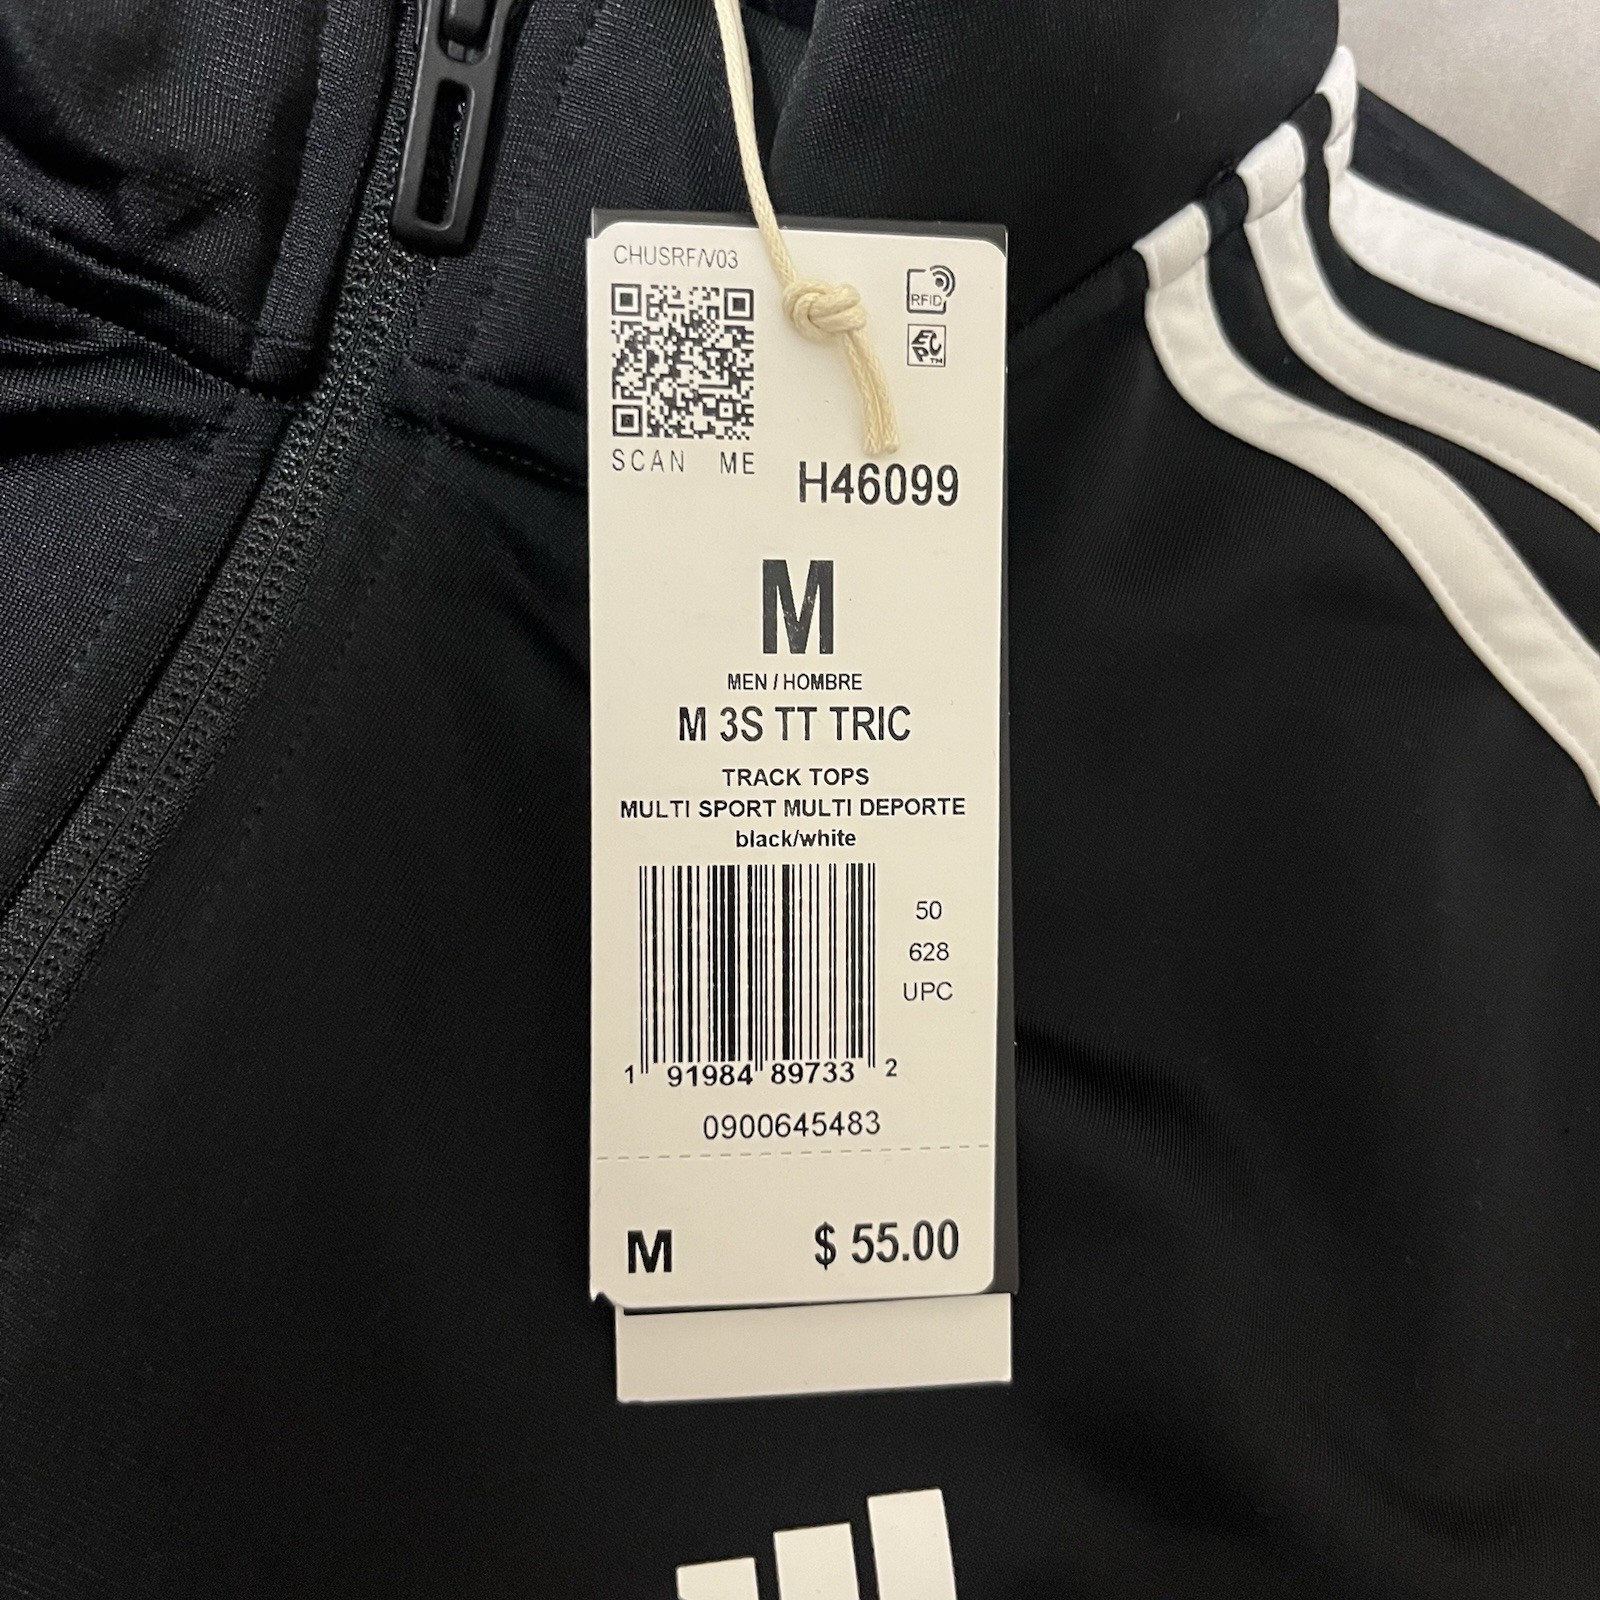 CHUSRF/V03
RFID
EPC™
SCAN ME
H46099
M
MEN / HOMBRE
M 3S TT TRIC
TRACK TOPS
MULTI SPORT MULTI DEPORTE
black/white
50
628
UPC
1 91984 89733 2
0900645483
M $ 55.00